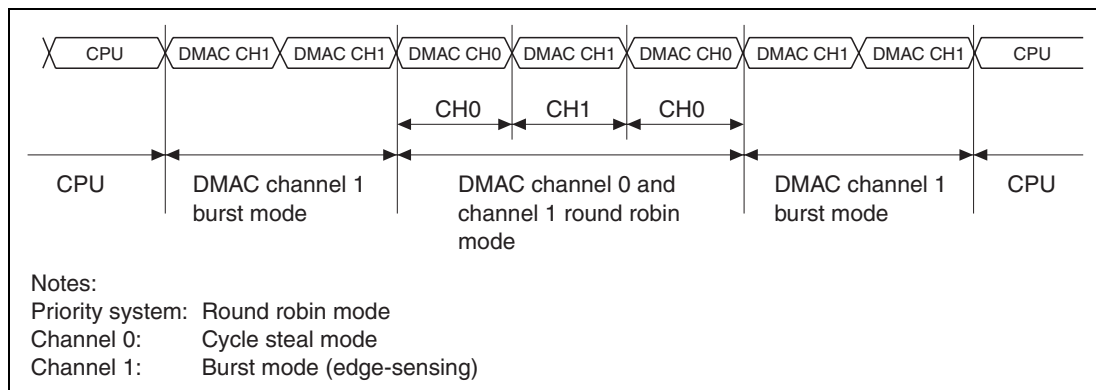 CPU DMAC CH1 DMAC CH1 DMAC CH0 DMAC CH1 DMAC CH0 DMAC CH1 DMAC CH1 CPU
CH0 CH1 CH0
CPU DMAC channel 1 DMAC channel 0 and DMAC channel 1 CPU
burst mode channel 1 round robin burst mode
mode
Notes:
Priority system: Round robin mode
Channel 0: Cycle steal mode
Channel 1: Burst mode (edge-sensing)